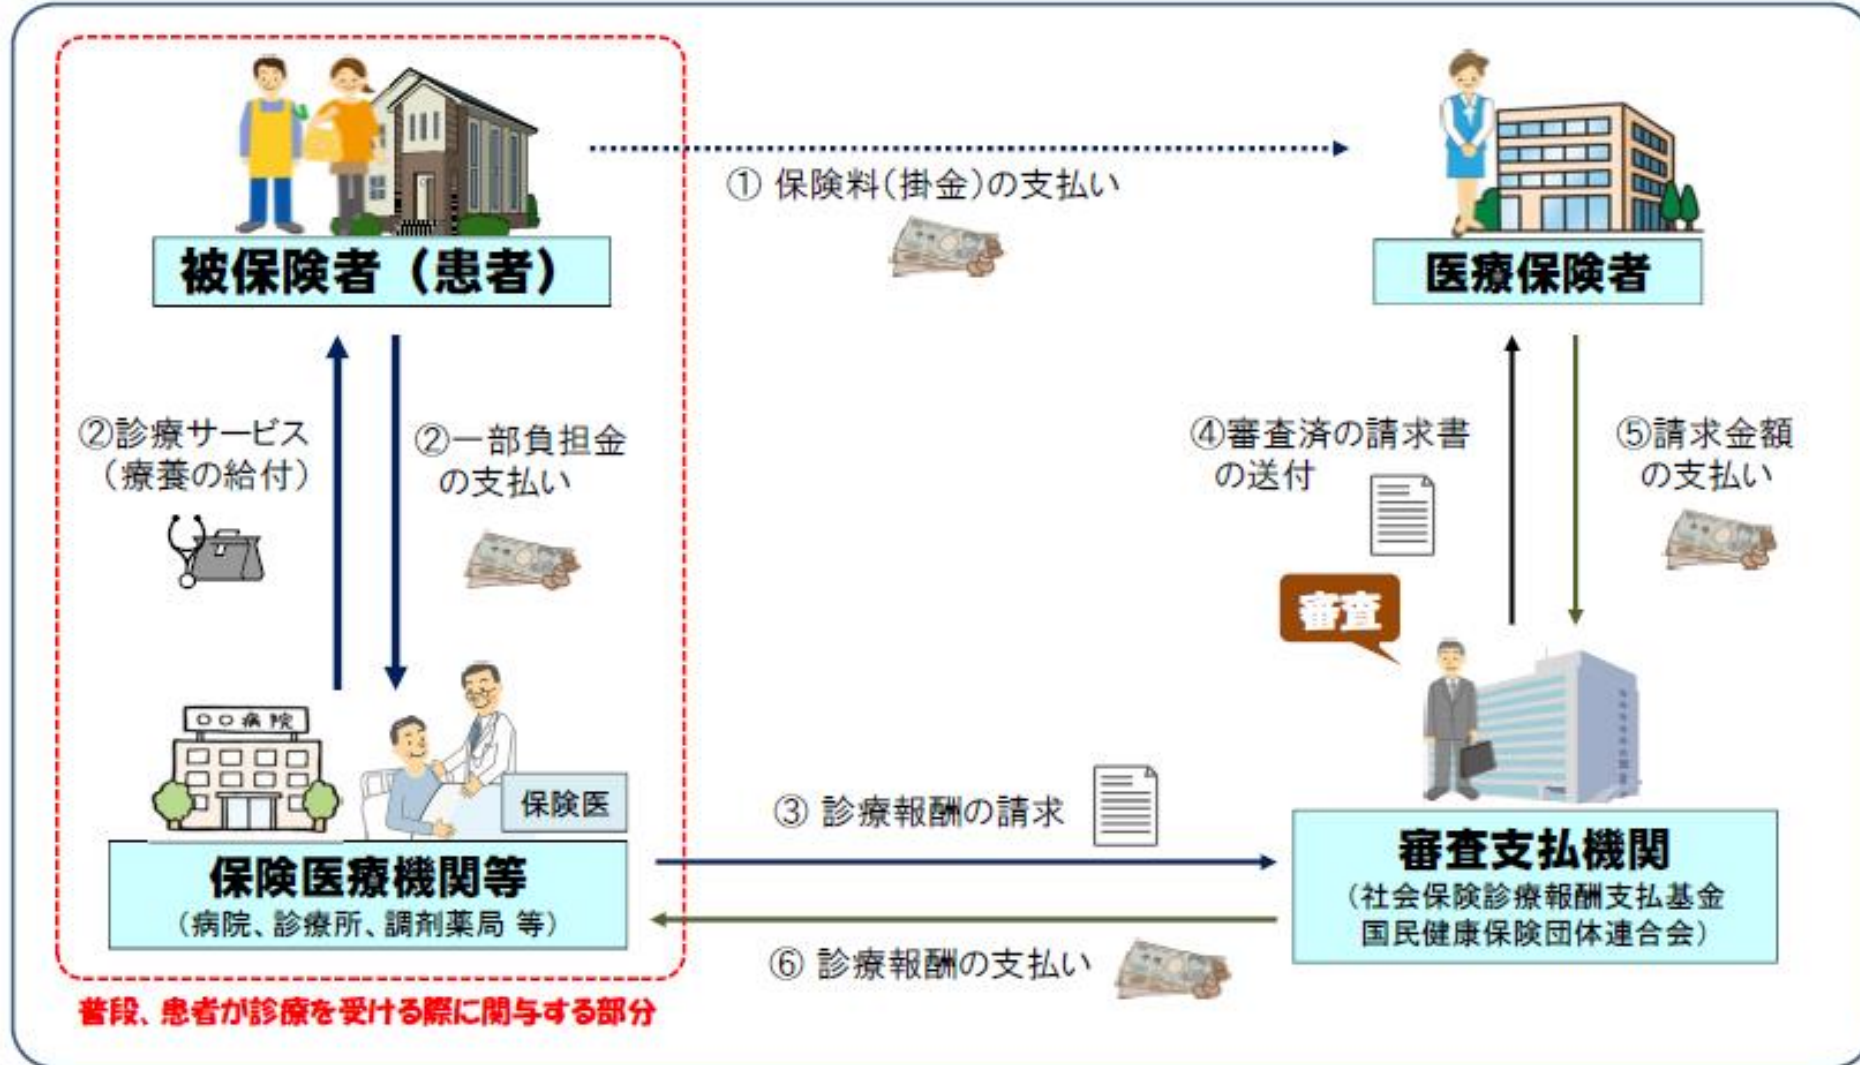 ① 保険料（掛金）の支払い
被保険者（患者）
医療保険者
②診療サービス
（療養の給付）
②一部負担金
の支払い
④審査済の請求書
の送付
⑤請求金額
の支払い
審査
〇〇病院
保険医
③ 診療報酬の請求
保険医療機関等
（病院、診療所、調剤薬局 等）
審査支払機関
（社会保険診療報酬支払基金
国民健康保険団体連合会）
⑥ 診療報酬の支払い
普段、患者が診療を受ける際に関与する部分